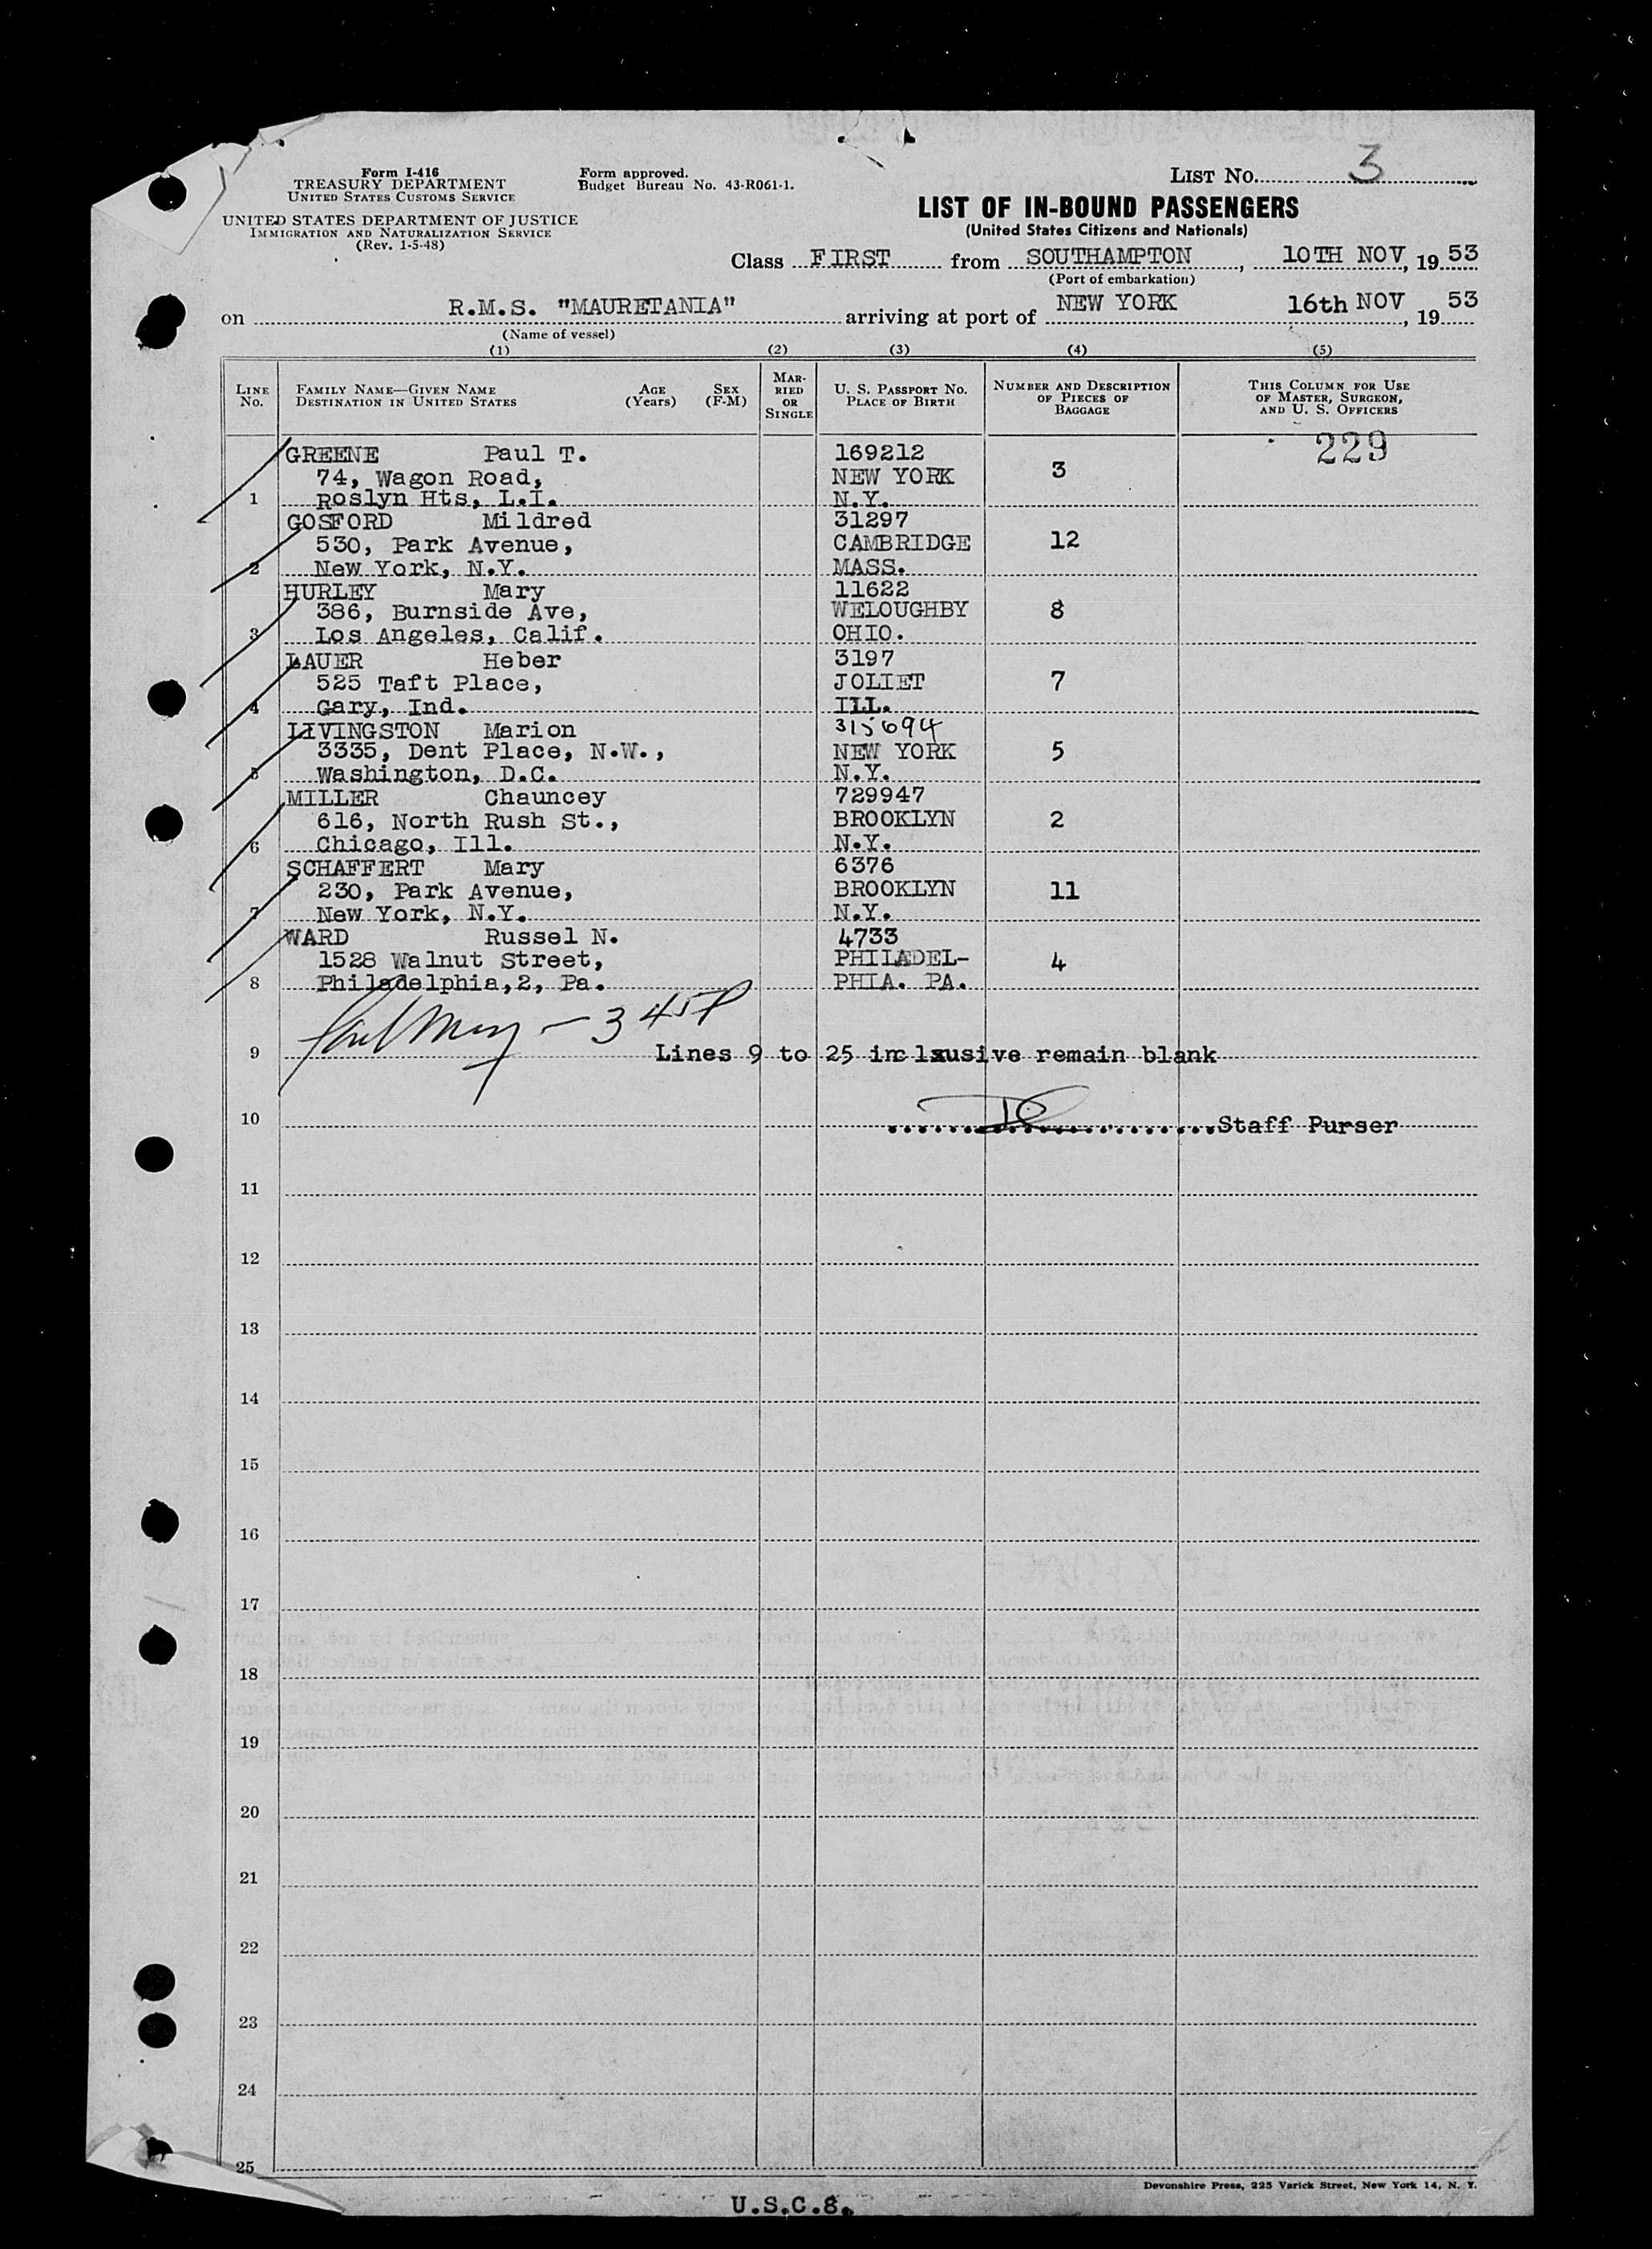 Form I-416
TREASURY DEPARTMENT
UNITED STATES CUSTOMS SERVICE
UNITED STATES DEPARTMENT OF JUSTICE
IMMIGRATION AND NATURALIZATION SERVICE
(Rev. 1-5-48)
Form approved.
Budget Bureau No. 43-R061-1.
LIST No. 3
LIST OF IN-BOUND PASSENGERS
(United States Citizens and Nationals)
Class FIRST from SOUTHAMPTON, 10TH NOV, 19 53
(Port of embarkation)
on R.M.S. "MAURETANIA" arriving at port of NEW YORK 16th NOV, 19 53
(Name of vessel)
(1) (2) (3) (4) (5)
LINE No.
FAMILY NAME—GIVEN NAME AGE SEX
DESTINATION IN UNITED STATES (Years) (F-M)
MARRIED OR SINGLE
U. S. PASSPORT No.
PLACE OF BIRTH
NUMBER AND DESCRIPTION
OF PIECES OF
BAGGAGE
THIS COLUMN FOR USE
OF MASTER, SURGEON,
AND U. S. OFFICERS
229
GREENE Paul T. 169212
74, Wagon Road, NEW YORK 3
1 Roslyn Hts, L.I. N.Y.
GOSFORD Mildred 31297
530, Park Avenue, CAMBRIDGE 12
2 New York, N.Y. MASS.
HURLEY Mary 11622
386, Burnside Ave, WELOUGHBY 8
3 Los Angeles, Calif. OHIO.
LAUER Heber 3197
525 Taft Place, JOLIET 7
4 Gary, Ind. ILL.
LIVINGSTON Marion 315694
3335, Dent Place, N.W., NEW YORK 5
5 Washington, D.C. N.Y.
MILLER Chauncey 729947
616, North Rush St., BROOKLYN 2
6 Chicago, Ill. N.Y.
SCHAFFERT Mary 6376
230, Park Avenue, BROOKLYN 11
7 New York, N.Y. N.Y.
WARD Russel N. 4733
1528 Walnut Street, PHILADEL- 4
8 Philadelphia,2, Pa. PHIA. PA.
9 Lines 9 to 25 inclusive remain blank
10 Staff Purser
11
12
13
14
15
16
17
18
19
20
21
22
23
24
25
Devonshire Press, 225 Varick Street, New York 14, N. Y.
U.S.C.8.